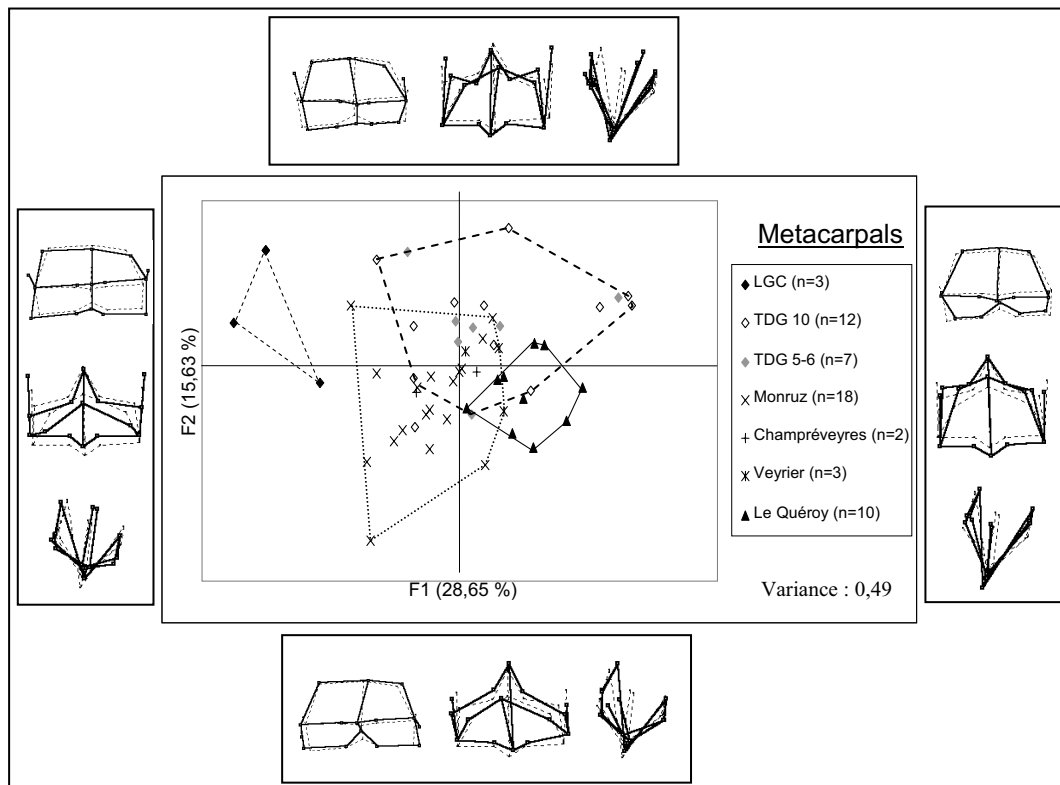 Metacarpals
LGC (n=3)
TDG 10 (n=12)
TDG 5-6 (n=7)
Monruz (n=18)
Champréveyres (n=2)
Veyrier (n=3)
Le Quéroy (n=10)
F2 (15,63 %)
F1 (28,65 %)
Variance : 0,49